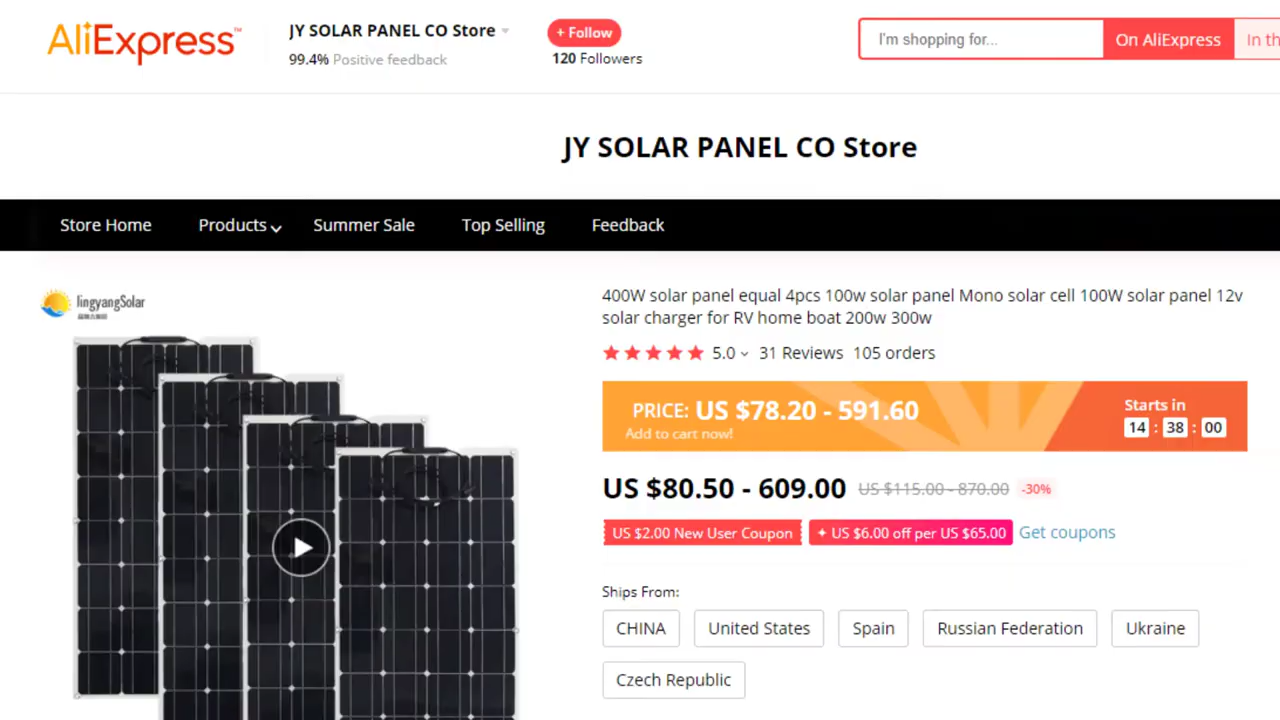 AliExpress™
JY SOLAR PANEL CO Store
99.4% Positive feedback
+ Follow
120 Followers
I'm shopping for...
On AliExpress
In th
JY SOLAR PANEL CO Store
Store Home Products Summer Sale Top Selling Feedback
JingyangSolar
400W solar panel equal 4pcs 100w solar panel Mono solar cell 100W solar panel 12v
solar charger for RV home boat 200w 300w
5.0 31 Reviews 105 orders
PRICE: US $78.20 - 591.60
Add to cart now!
Starts in
14 : 38 : 00
US $80.50 - 609.00 US $115.00 - 870.00 -30%
US $2.00 New User Coupon US $6.00 off per US $65.00 Get coupons
Ships From:
CHINA United States Spain Russian Federation Ukraine
Czech Republic